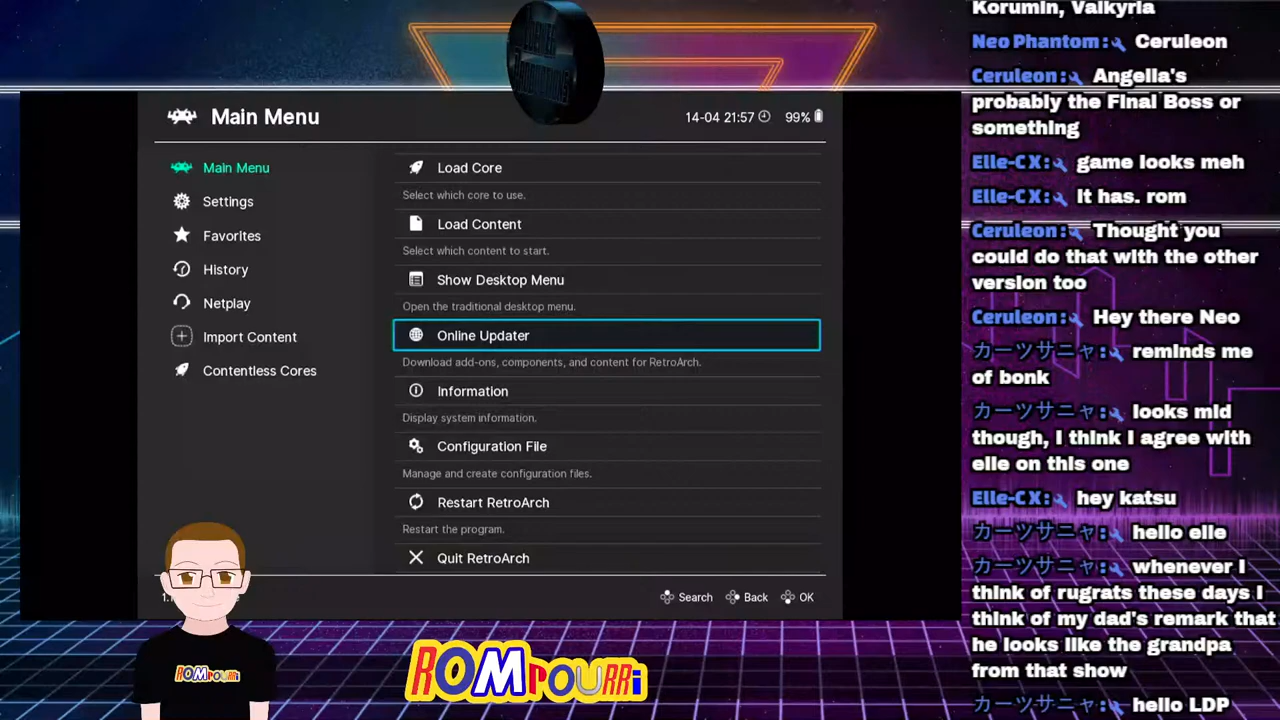 Main Menu
14-04 21:57
99%
Main Menu
Settings
Favorites
History
Netplay
Import Content
Contentless Cores
Load Core
Select which core to use.
Load Content
Select which content to start.
Show Desktop Menu
Open the traditional desktop menu.
Online Updater
Download add-ons, components, and content for RetroArch.
Information
Display system information.
Configuration File
Manage and create configuration files.
Restart RetroArch
Restart the program.
Quit RetroArch
Search
Back
OK
ROMPOURRi
ROMPOURRi
Korumin, Valkyria
Neo Phantom: Ceruleon
Ceruleon: Angella's
probably the Final Boss or
something
Elle-CX: game looks meh
Elle-CX: It has. rom
Ceruleon: Thought you
could do that with the other
version too
Ceruleon: Hey there Neo
カーツサニャ: reminds me
of bonk
カーツサニャ: looks mid
though, I think I agree with
elle on this one
Elle-CX: hey katsu
カーツサニャ: hello elle
カーツサニャ: whenever I
think of rugrats these days I
think of my dad's remark that
he looks like the grandpa
from that show
カーツサニャ: hello LDP